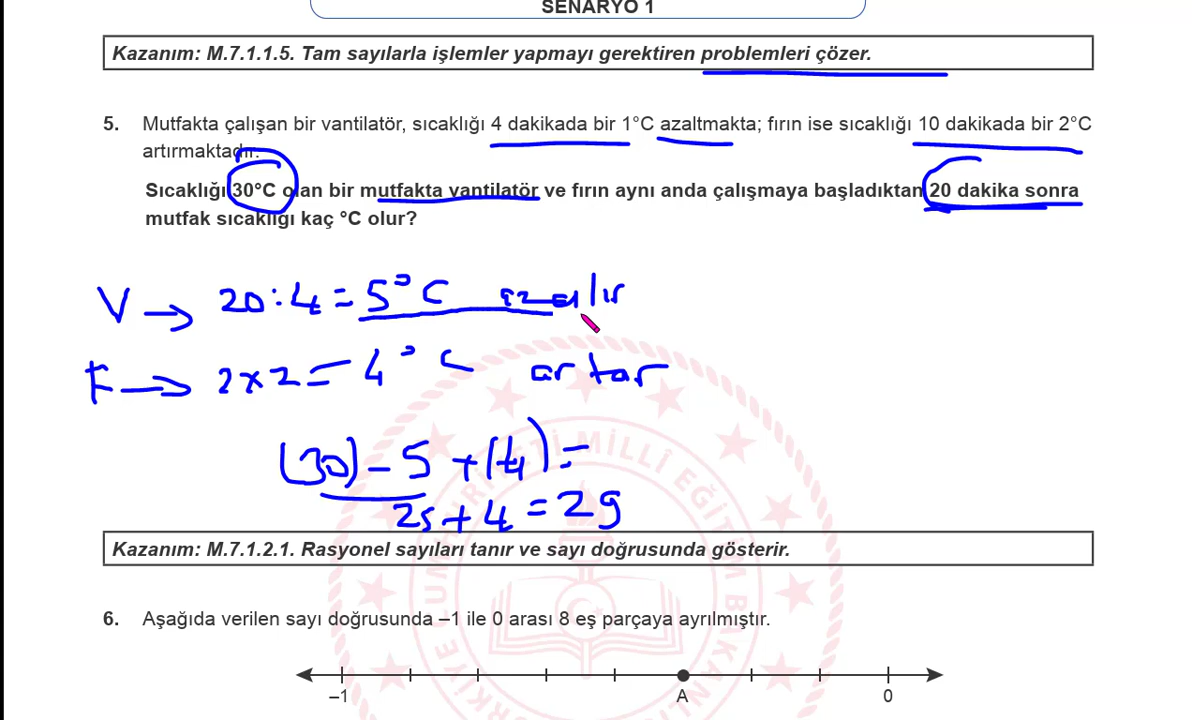 SENARYO 1
Kazanım: M.7.1.1.5. Tam sayılarla işlemler yapmayı gerektiren problemleri çözer.
5. Mutfakta çalışan bir vantilatör, sıcaklığı 4 dakikada bir 1°C azaltmakta; fırın ise sıcaklığı 10 dakikada bir 2°C
artırmaktadır.
Sıcaklığı 30°C olan bir mutfakta vantilatör ve fırın aynı anda çalışmaya başladıktan 20 dakika sonra
mutfak sıcaklığı kaç °C olur?
V → 20:4 = 5°C azalır
F → 2x2 = 4°C artar
(30) - 5 + (4) =
25 + 4 = 29
MİLLÎ EĞİTİM
Kazanım: M.7.1.2.1. Rasyonel sayıları tanır ve sayı doğrusunda gösterir.
6. Aşağıda verilen sayı doğrusunda –1 ile 0 arası 8 eş parçaya ayrılmıştır.
–1 A 0